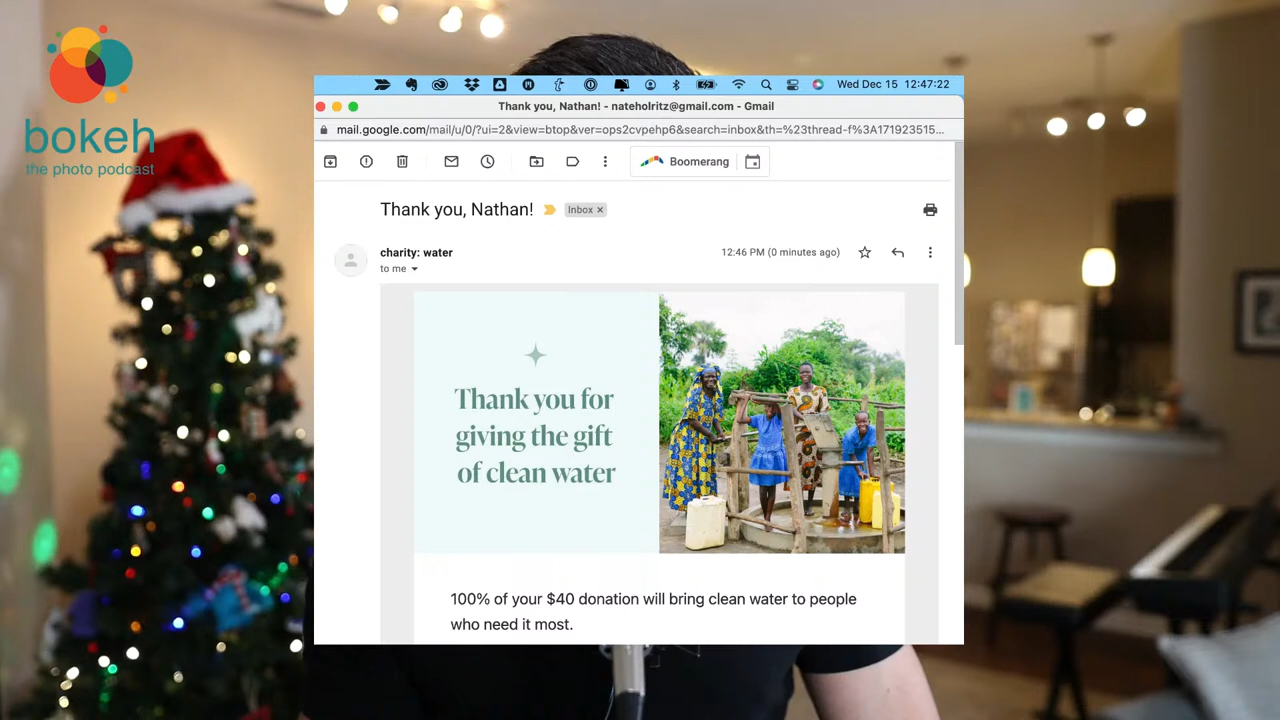 bokeh
the photo podcast
Wed Dec 15 12:47:22
Thank you, Nathan! - nateholritz@gmail.com - Gmail
mail.google.com/mail/u/0/?ui=2&view=btop&ver=ops2cvpehp6&search=inbox&th=%23thread-f%3A171923515...
Boomerang
Thank you, Nathan!
Inbox ×
charity: water
12:46 PM (0 minutes ago)
to me
Thank you for
giving the gift
of clean water
100% of your $40 donation will bring clean water to people
who need it most.